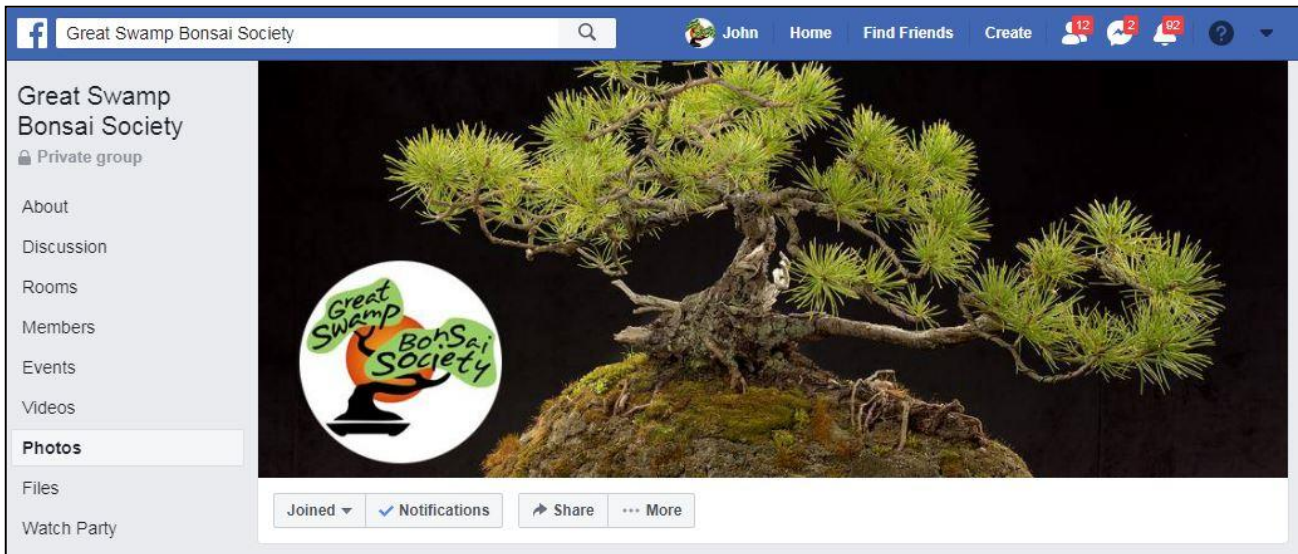 Great Swamp Bonsai Society
John Home Find Friends Create 12 2 92 ?
Great Swamp
Bonsai Society
Private group
About
Discussion
Rooms
Members
Events
Videos
Photos
Files
Watch Party
Great
Swamp
Bonsai
Society
Joined Notifications Share More